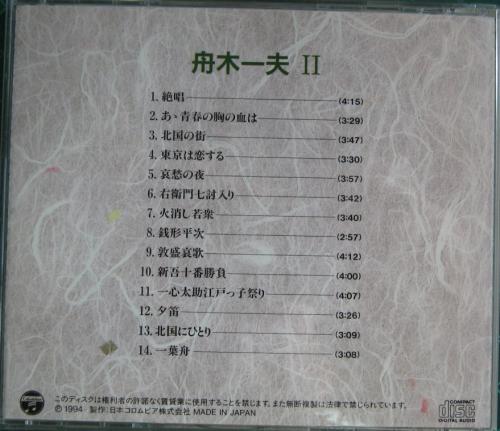 舟木一夫 II
1. 絶唱 (4:15)
2. あゝ青春の胸の血は (3:29)
3. 北国の街 (3:47)
4. 東京は恋する (3:30)
5. 哀愁の夜 (3:57)
6. 右衛門七討入り (3:42)
7. 火消し若衆 (3:40)
8. 銭形平次 (2:57)
9. 敦盛哀歌 (4:12)
10. 新吾十番勝負 (4:00)
11. 一心太助江戸っ子祭り (4:07)
12. 夕笛 (3:26)
13. 北国にひとり (3:09)
14. 一葉舟 (3:08)
このディスクは権利者の許諾なく賃貸業に使用することを禁じます。また無断複製は法律で禁じられています。
© 1994・製作:日本コロムビア株式会社 MADE IN JAPAN
COMPACT
disc
DIGITAL AUDIO